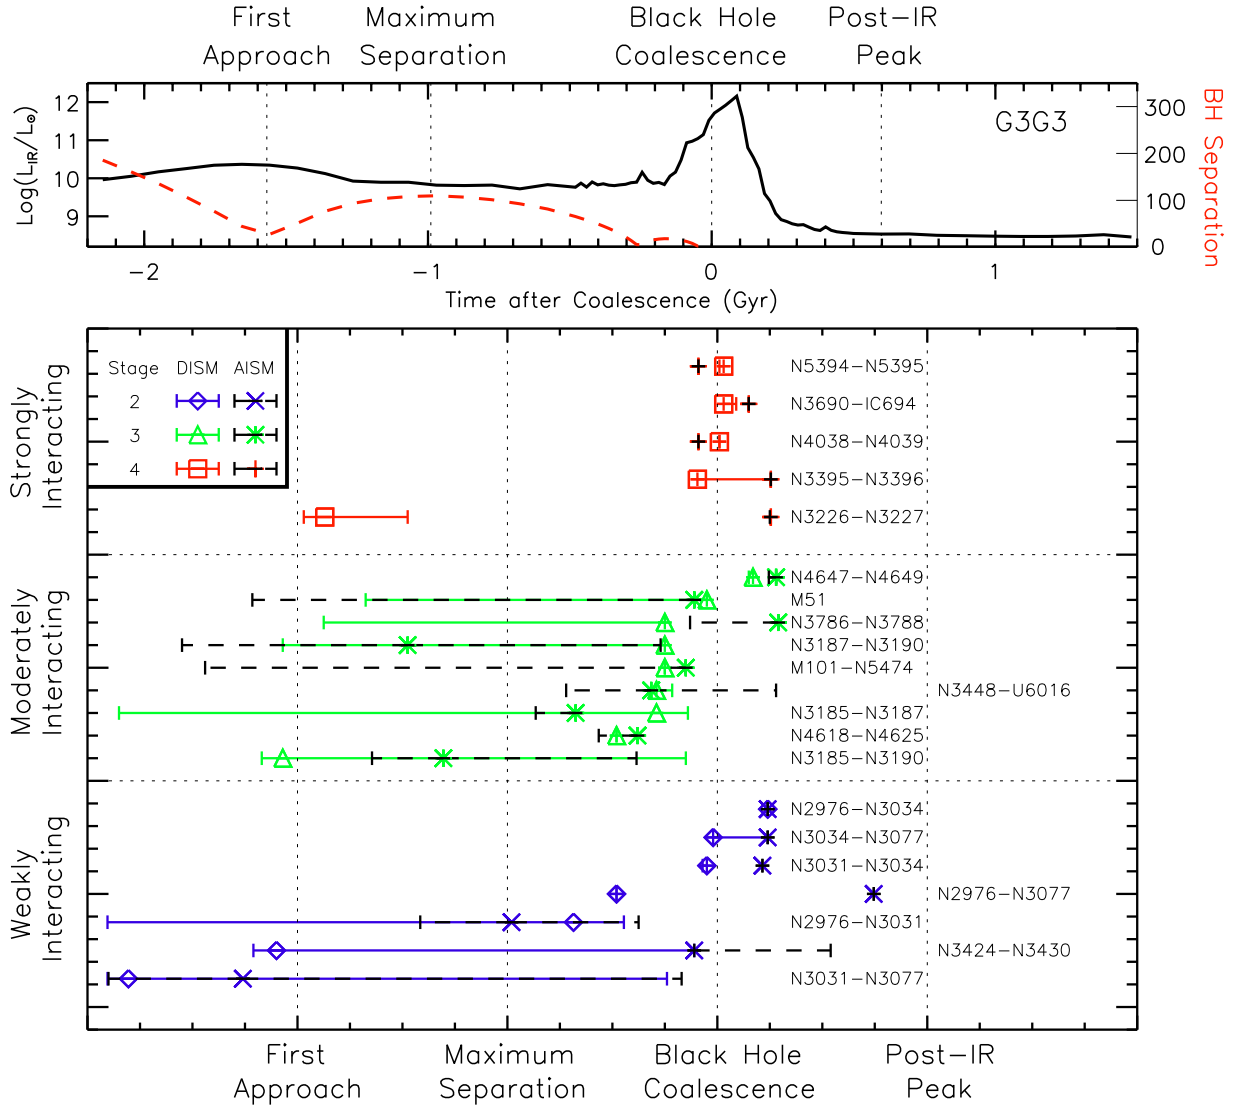 First Maximum Black Hole Post-IR
Approach Separation Coalescence Peak
Log(L_IR/L_⊙)
12
11
10
9
G3G3
300
200
100
0
BH Separation
-2 -1 0 1
Time after Coalescence (Gyr)
Strongly
Interacting
Stage DISM AISM
2
3
4
N5394-N5395
N3690-IC694
N4038-N4039
N3395-N3396
N3226-N3227
Moderately
Interacting
N4647-N4649
M51
N3786-N3788
N3187-N3190
M101-N5474
N3448-U6016
N3185-N3187
N4618-N4625
N3185-N3190
Weakly
Interacting
N2976-N3034
N3034-N3077
N3031-N3034
N2976-N3077
N2976-N3031
N3424-N3430
N3031-N3077
First Maximum Black Hole Post-IR
Approach Separation Coalescence Peak